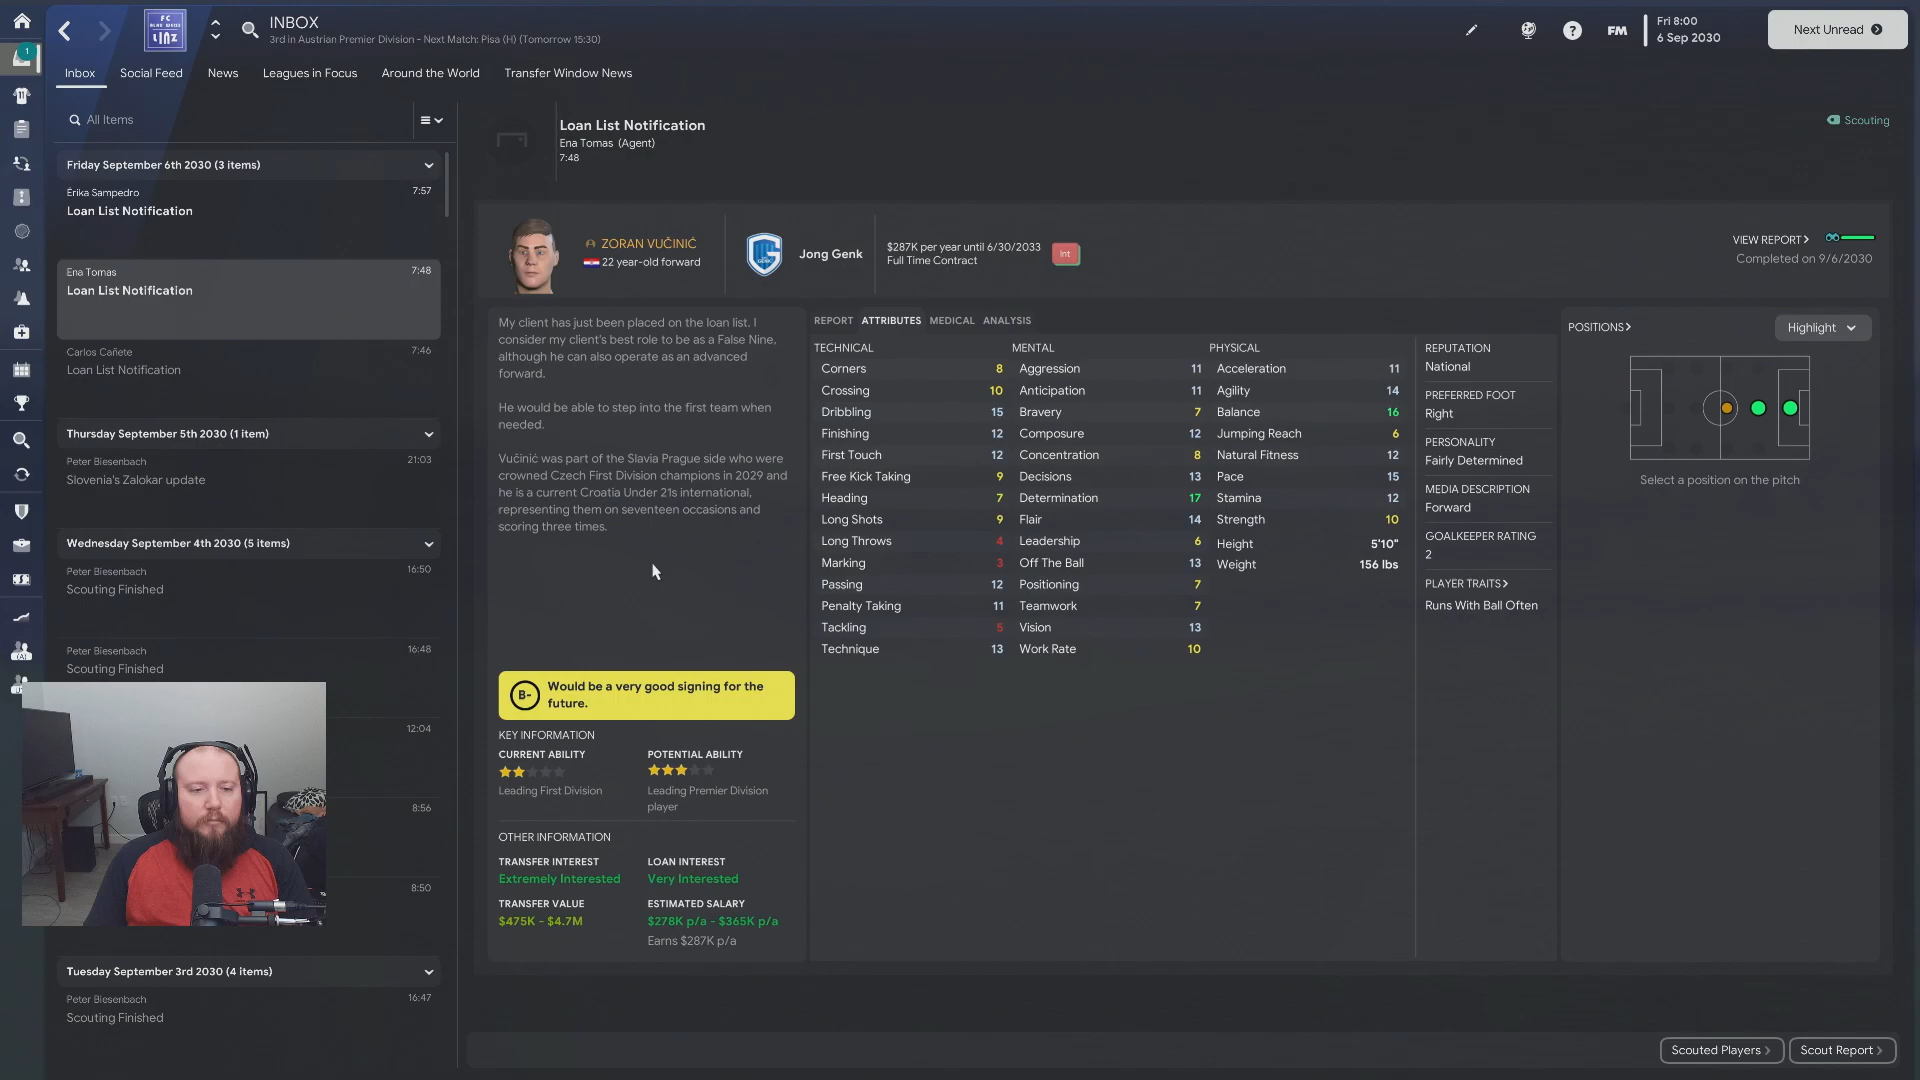 FC
BLAU WEISS
LINZ
INBOX
3rd in Austrian Premier Division - Next Match: Pisa (H) (Tomorrow 15:30)
FM
Fri 8:00
6 Sep 2030
Next Unread
1
Inbox
Social Feed
News
Leagues in Focus
Around the World
Transfer Window News
All Items
Friday September 6th 2030 (3 items)
Érika Sampedro 7:57
Loan List Notification
Ena Tomas 7:48
Loan List Notification
Carlos Cañete 7:46
Loan List Notification
Thursday September 5th 2030 (1 item)
Peter Biesenbach 21:03
Slovenia's Zalokar update
Wednesday September 4th 2030 (5 items)
Peter Biesenbach 16:50
Scouting Finished
Peter Biesenbach 16:48
Scouting Finished
12:04
8:56
8:50
Tuesday September 3rd 2030 (4 items)
Peter Biesenbach 16:47
Scouting Finished
Loan List Notification
Ena Tomas (Agent)
7:48
Scouting
ZORAN VUČINIĆ
22 year-old forward
GENK
Jong Genk
$287K per year until 6/30/2033
Full Time Contract
Int
VIEW REPORT>
Completed on 9/6/2030
My client has just been placed on the loan list. I
consider my client's best role to be as a False Nine,
although he can also operate as an advanced
forward.
He would be able to step into the first team when
needed.
Vučinić was part of the Slavia Prague side who were
crowned Czech First Division champions in 2029 and
he is a current Croatia Under 21s international,
representing them on seventeen occasions and
scoring three times.
B-
Would be a very good signing for the
future.
KEY INFORMATION
CURRENT ABILITY
Leading First Division
POTENTIAL ABILITY
Leading Premier Division
player
OTHER INFORMATION
TRANSFER INTEREST
Extremely Interested
LOAN INTEREST
Very Interested
TRANSFER VALUE
$475K - $4.7M
ESTIMATED SALARY
$278K p/a - $365K p/a
Earns $287K p/a
REPORT ATTRIBUTES MEDICAL ANALYSIS
TECHNICAL
Corners 8
Crossing 10
Dribbling 15
Finishing 12
First Touch 12
Free Kick Taking 9
Heading 7
Long Shots 9
Long Throws 4
Marking 3
Passing 12
Penalty Taking 11
Tackling 5
Technique 13
MENTAL
Aggression 11
Anticipation 11
Bravery 7
Composure 12
Concentration 8
Decisions 13
Determination 17
Flair 14
Leadership 6
Off The Ball 13
Positioning 7
Teamwork 7
Vision 13
Work Rate 10
PHYSICAL
Acceleration 11
Agility 14
Balance 16
Jumping Reach 6
Natural Fitness 12
Pace 15
Stamina 12
Strength 10
Height 5'10"
Weight 156 lbs
REPUTATION
National
PREFERRED FOOT
Right
PERSONALITY
Fairly Determined
MEDIA DESCRIPTION
Forward
GOALKEEPER RATING
2
PLAYER TRAITS>
Runs With Ball Often
POSITIONS>
Highlight
Select a position on the pitch
Scouted Players >
Scout Report >